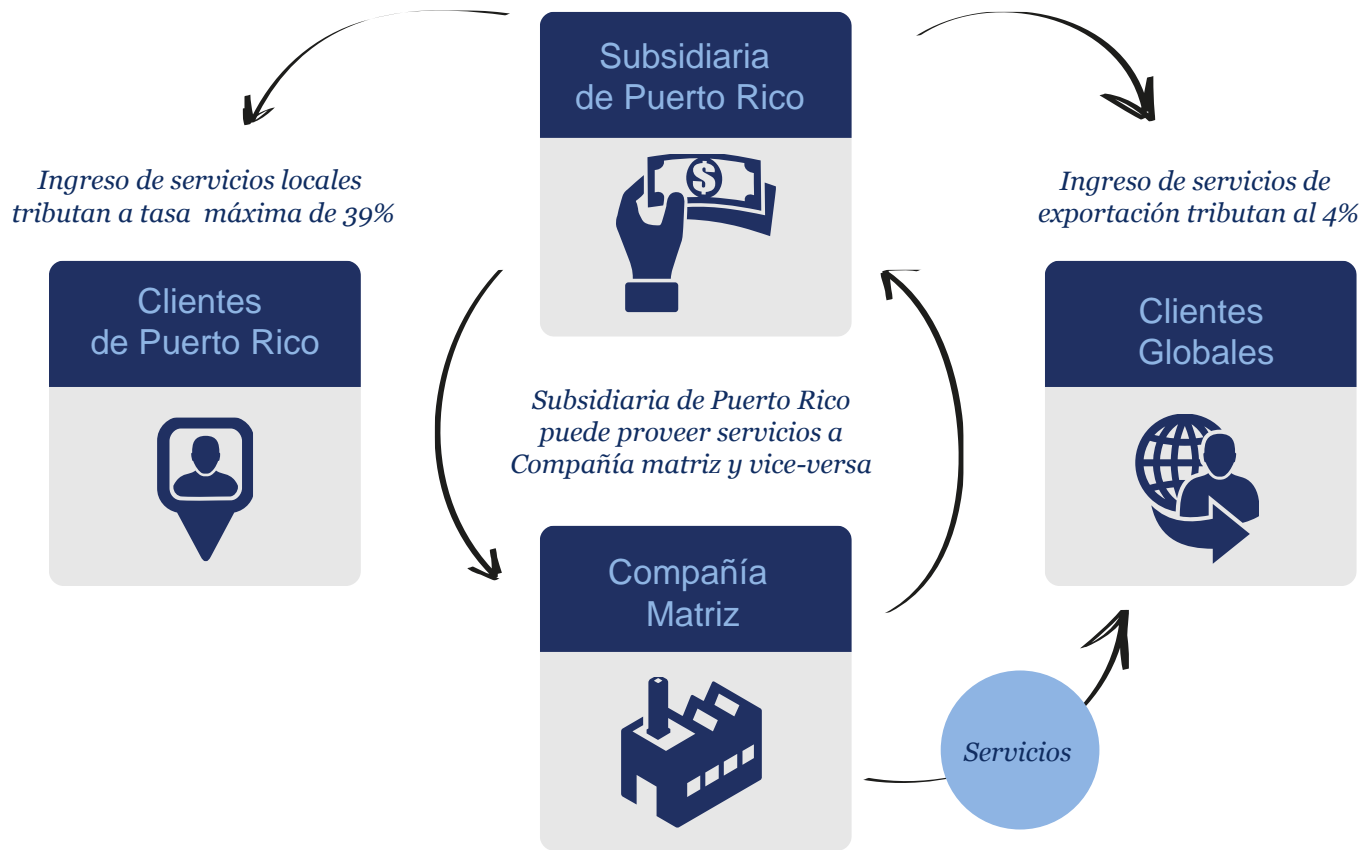 Subsidiaria
de Puerto Rico
$
Ingreso de servicios locales
tributan a tasa máxima de 39%
Ingreso de servicios de
exportación tributan al 4%
Clientes
de Puerto Rico
Clientes
Globales
Subsidiaria de Puerto Rico
puede proveer servicios a
Compañía matriz y vice-versa
Compañía
Matriz
Servicios